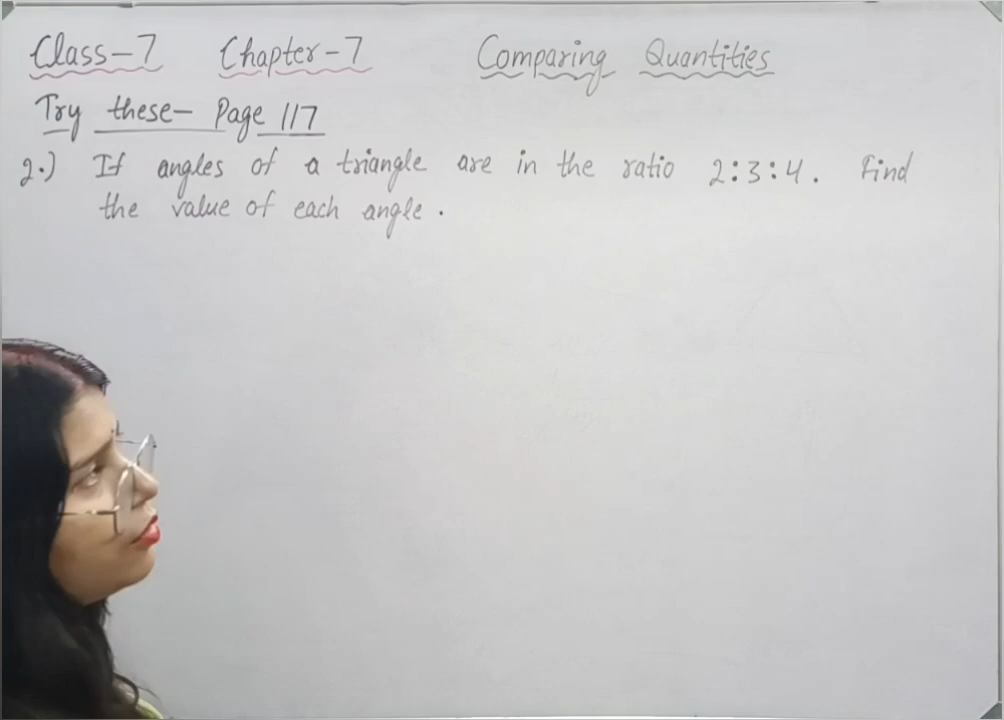 Class-7 Chapter-7 Comparing Quantities
Try these- Page 117
2.) If angles of a triangle are in the ratio 2:3:4. Find
the value of each angle.